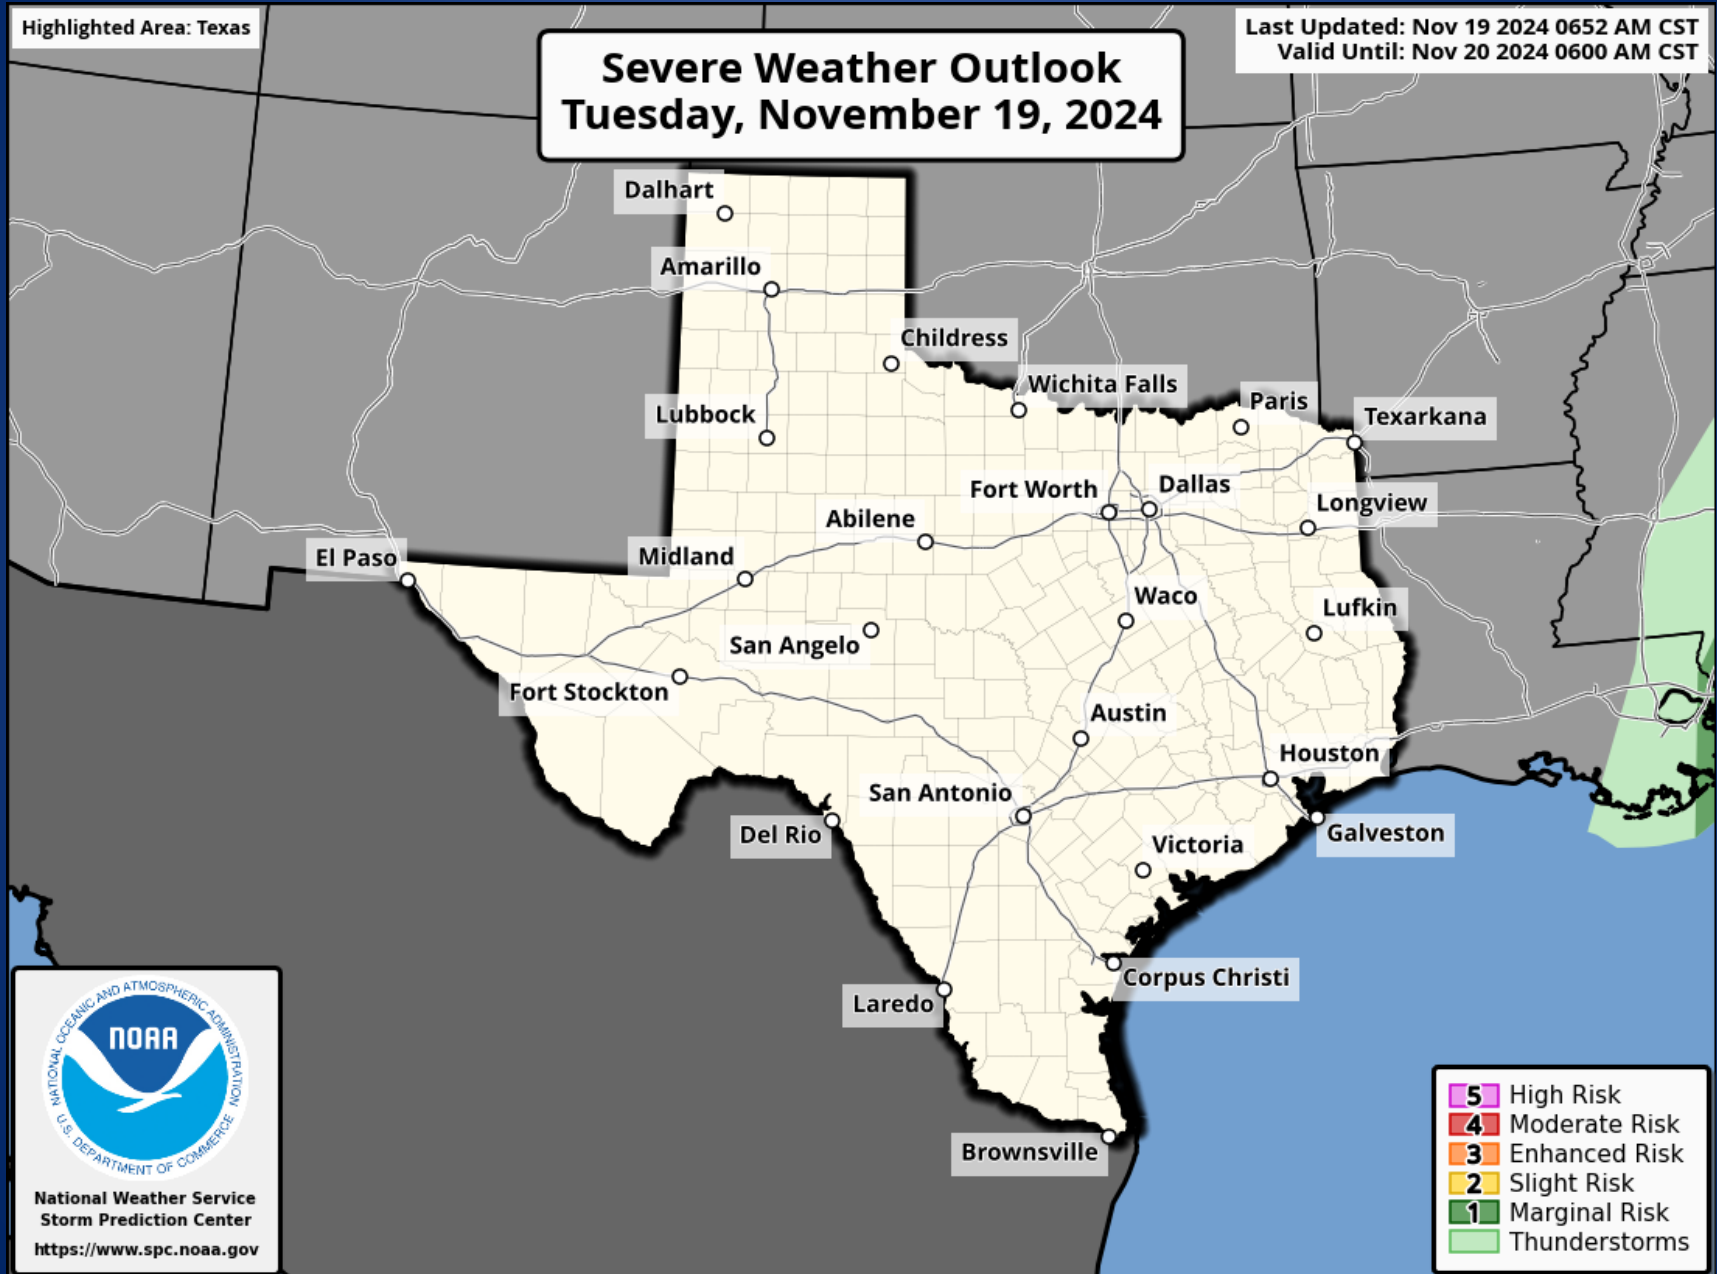 Highlighted Area: Texas
Severe Weather Outlook
Tuesday, November 19, 2024
Last Updated: Nov 19 2024 0652 AM CST
Valid Until: Nov 20 2024 0600 AM CST
Dalhart
Amarillo
Childress
Wichita Falls
Paris
Texarkana
Lubbock
Fort Worth
Dallas
Longview
Abilene
El Paso
Midland
Waco
Lufkin
San Angelo
Fort Stockton
Austin
Houston
San Antonio
Del Rio
Galveston
Victoria
Corpus Christi
Laredo
Brownsville
NATIONAL OCEANIC AND ATMOSPHERIC ADMINISTRATION
NOAA
U.S. DEPARTMENT OF COMMERCE
National Weather Service
Storm Prediction Center
https://www.spc.noaa.gov
5 High Risk
4 Moderate Risk
3 Enhanced Risk
2 Slight Risk
1 Marginal Risk
Thunderstorms